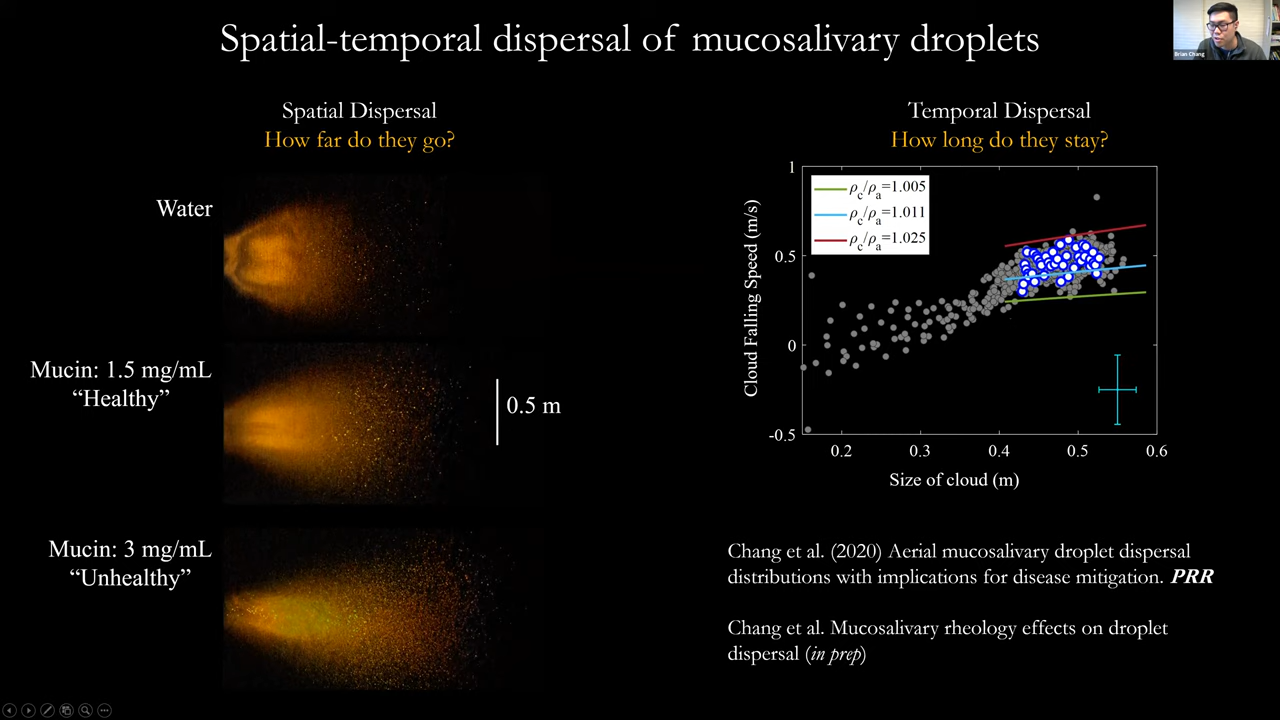 Spatial-temporal dispersal of mucosalivary droplets
Brian Chang
Spatial Dispersal
How far do they go?
Water
Mucin: 1.5 mg/mL
“Healthy”
0.5 m
Mucin: 3 mg/mL
“Unhealthy”
Temporal Dispersal
How long do they stay?
ρc/ρa=1.005
ρc/ρa=1.011
ρc/ρa=1.025
Cloud Falling Speed (m/s)
1
0.5
0
-0.5
0.2 0.3 0.4 0.5 0.6
Size of cloud (m)
Chang et al. (2020) Aerial mucosalivary droplet dispersal
distributions with implications for disease mitigation. PRR
Chang et al. Mucosalivary rheology effects on droplet
dispersal (in prep)